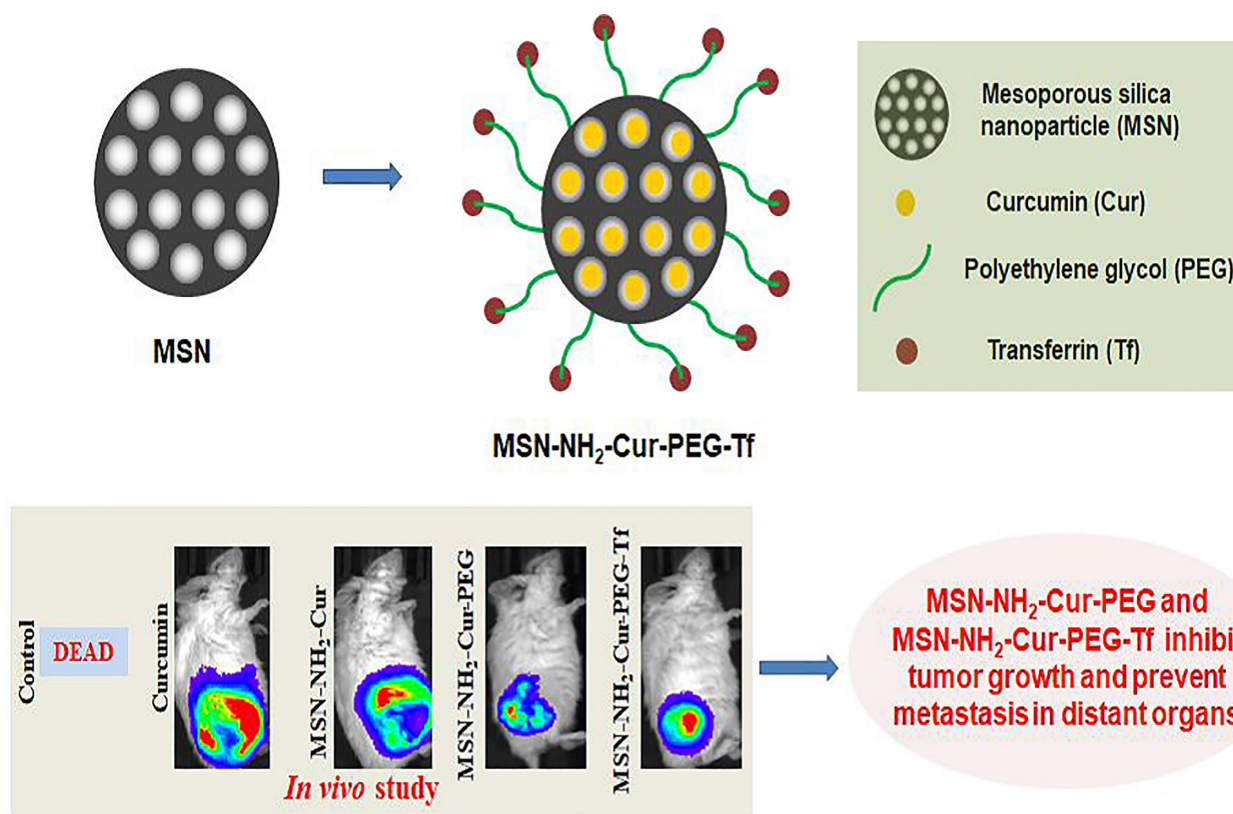 MSN
MSN-NH₂-Cur-PEG-Tf
Mesoporous silica
nanoparticle (MSN)
Curcumin (Cur)
Polyethylene glycol (PEG)
Transferrin (Tf)
Control
DEAD
Curcumin
MSN-NH₂-Cur
MSN-NH₂-Cur-PEG
MSN-NH₂-Cur-PEG-Tf
In vivo study
MSN-NH₂-Cur-PEG and
MSN-NH₂-Cur-PEG-Tf inhibi
tumor growth and prevent
metastasis in distant organs